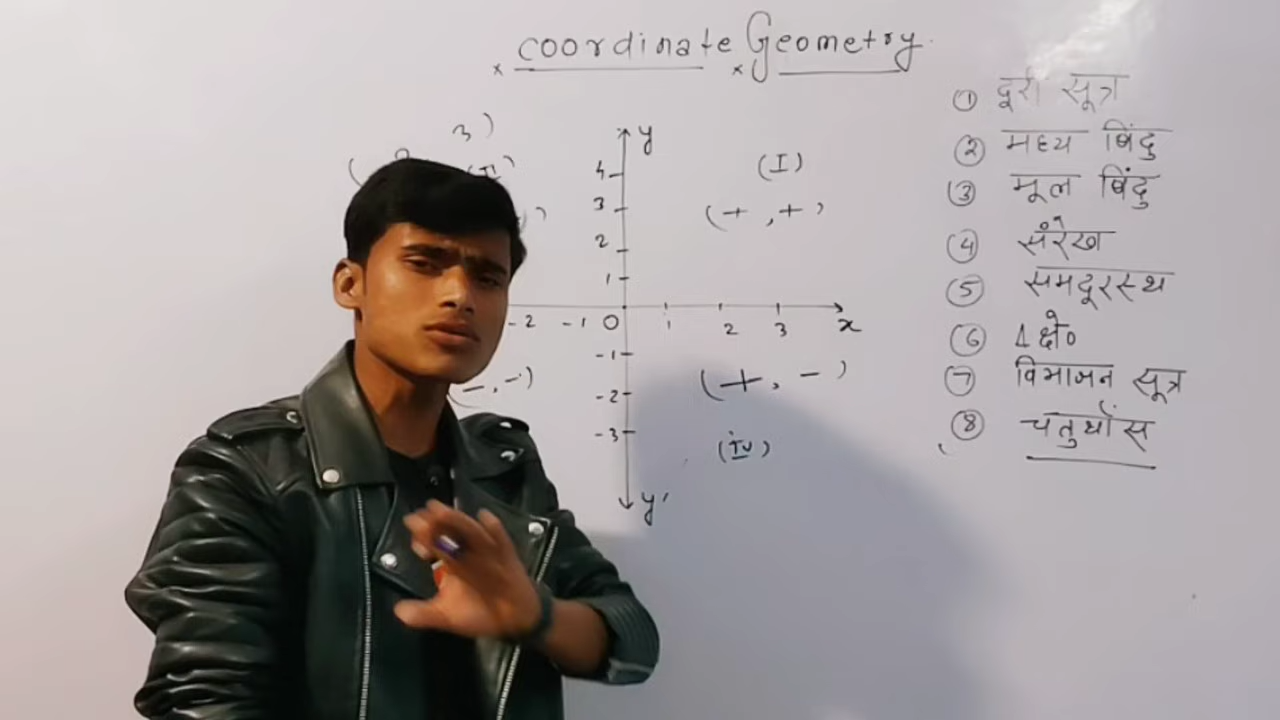 coordinate Geometry
3)
y
4
(I)
3
(+, +)
2
1
-2 -1 O 1 2 3 x
-1
(-, -)
(+, -)
-2
-3
(IV)
y'
① दूरी सूत्र
② मध्य बिंदु
③ मूल बिंदु
④ संरेख
⑤ समदूरस्थ
⑥ Δ क्षे०
⑦ विभाजन सूत्र
⑧ चतुर्थांस